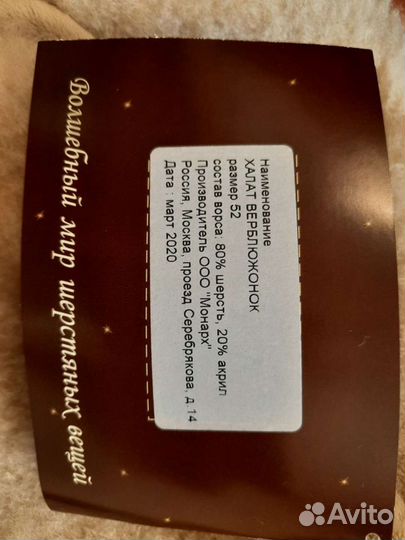 Волшебный мир шерстяных вещей
Наименование
ХАЛАТ ВЕРБЛЮЖОНОК
размер 52
состав ворса: 80% шерсть, 20% акрил
Производитель ООО "Монарх"
Россия, Москва, проезд Серебрякова, д.14
Дата : март 2020
Avito